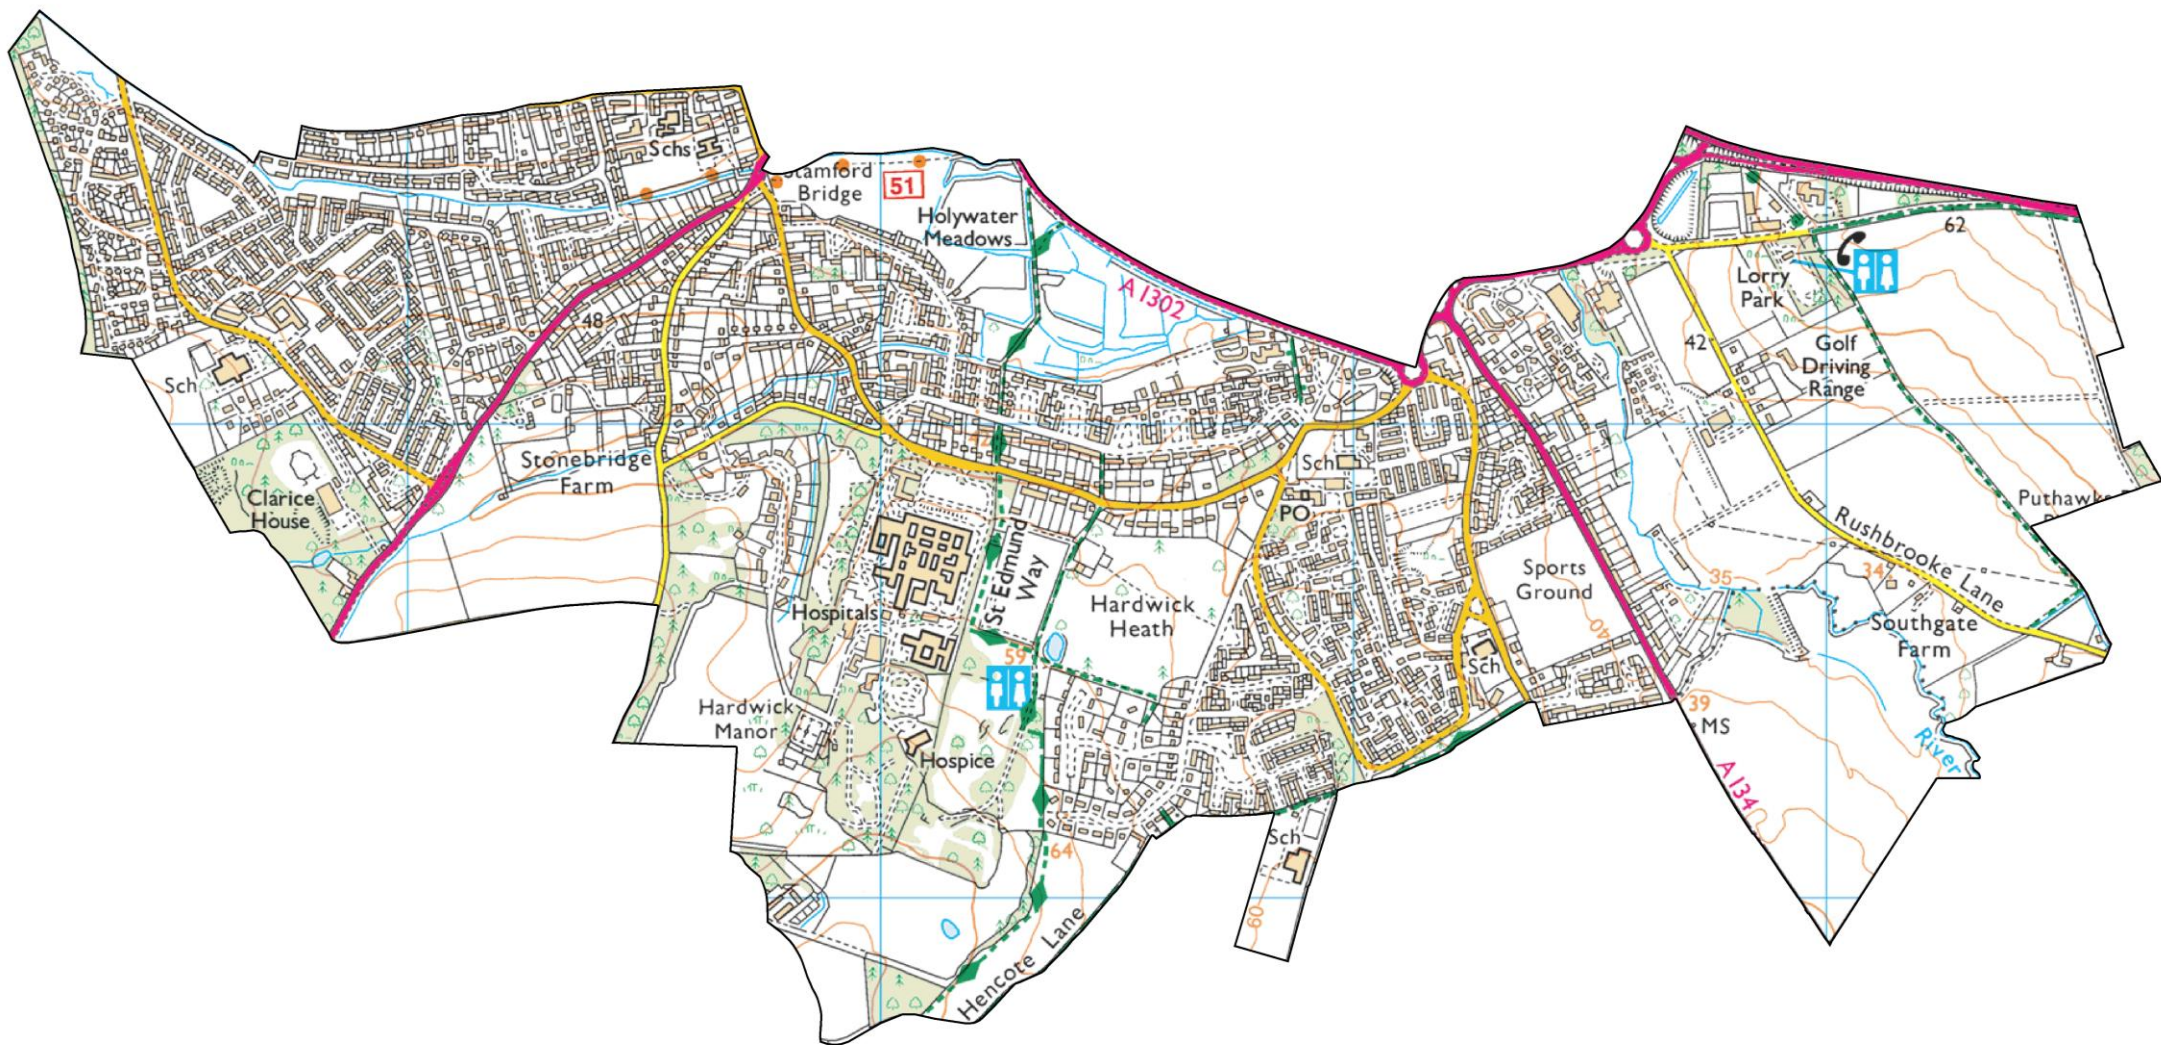 Schs
Stamford
Bridge
51
Holywater
Meadows
A 1302
62
Lorry
Park
42
Golf
Driving
Range
48
Sch
Stonebridge
Farm
Clarice
House
Sch
PO
St Edmund
Way
Hospitals
Hardwick
Heath
59
Sports
Ground
40
35
34
Rushbrooke Lane
Puthawks
Southgate
Farm
Sch
Hardwick
Manor
Hospice
39
MS
River
A 134
64
Sch
60
Hencote Lane